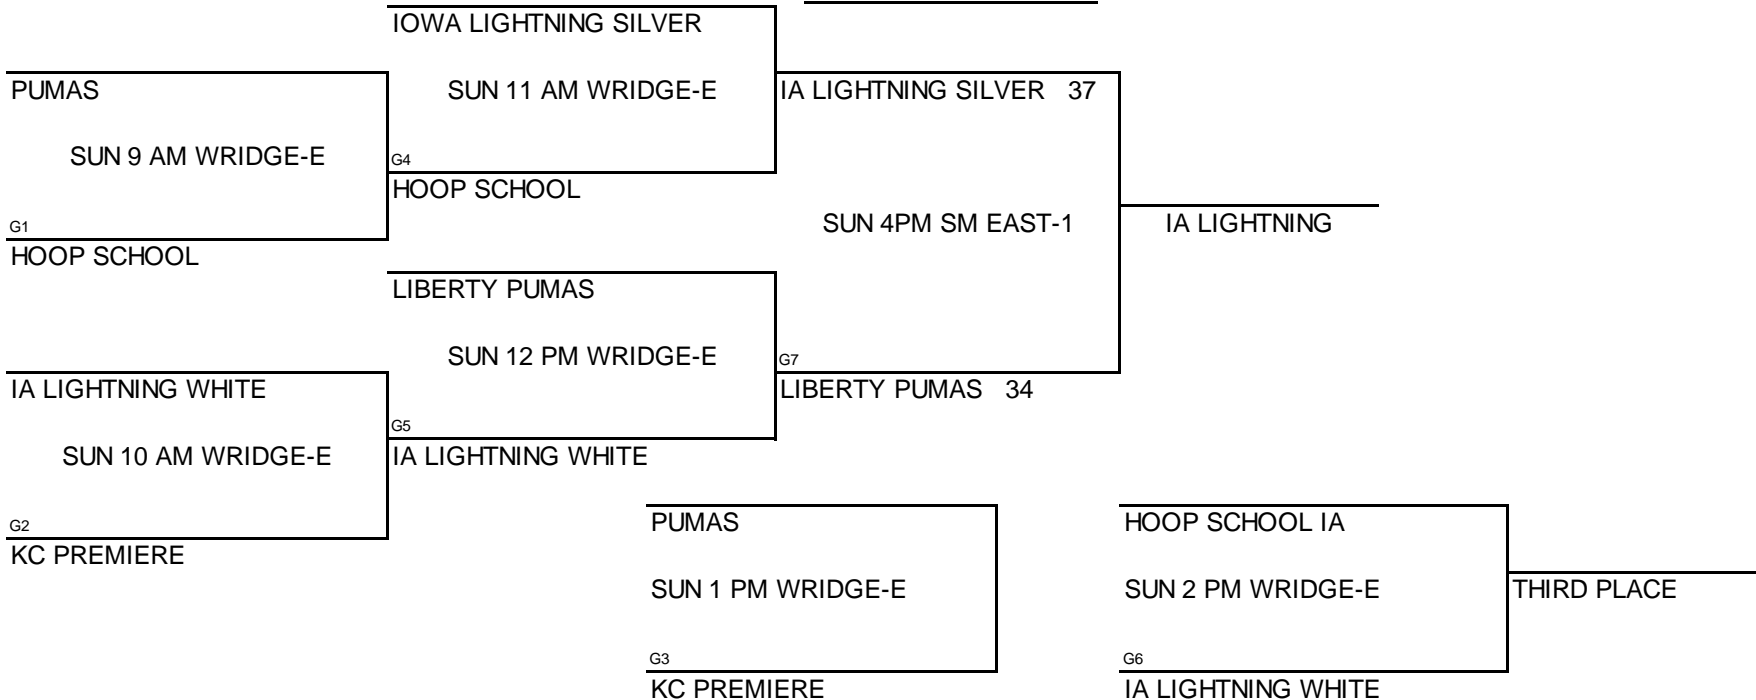 IOWA LIGHTNING SILVER
PUMAS
SUN 11 AM WRIDGE-E
IA LIGHTNING SILVER 37
SUN 9 AM WRIDGE-E
G4
HOOP SCHOOL
G1
SUN 4PM SM EAST-1
IA LIGHTNING
HOOP SCHOOL
LIBERTY PUMAS
SUN 12 PM WRIDGE-E
G7
IA LIGHTNING WHITE
LIBERTY PUMAS 34
G5
SUN 10 AM WRIDGE-E
IA LIGHTNING WHITE
G2
KC PREMIERE
PUMAS
HOOP SCHOOL IA
SUN 1 PM WRIDGE-E
SUN 2 PM WRIDGE-E
THIRD PLACE
G3
G6
KC PREMIERE
IA LIGHTNING WHITE